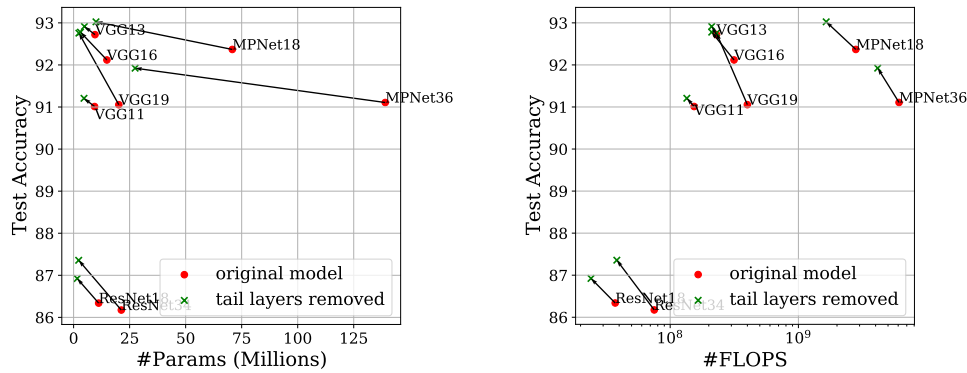 93
92
91
90
89
88
87
86
Test Accuracy
VGG13
MPNet18
VGG16
MPNet36
VGG19
VGG11
ResNet18
ResNet34
original model
tail layers removed
0
25
50
75
100
125
#Params (Millions)
93
92
91
90
89
88
87
86
Test Accuracy
VGG13
MPNet18
VGG16
MPNet36
VGG19
VGG11
ResNet18
ResNet34
original model
tail layers removed
10⁸
10⁹
#FLOPS